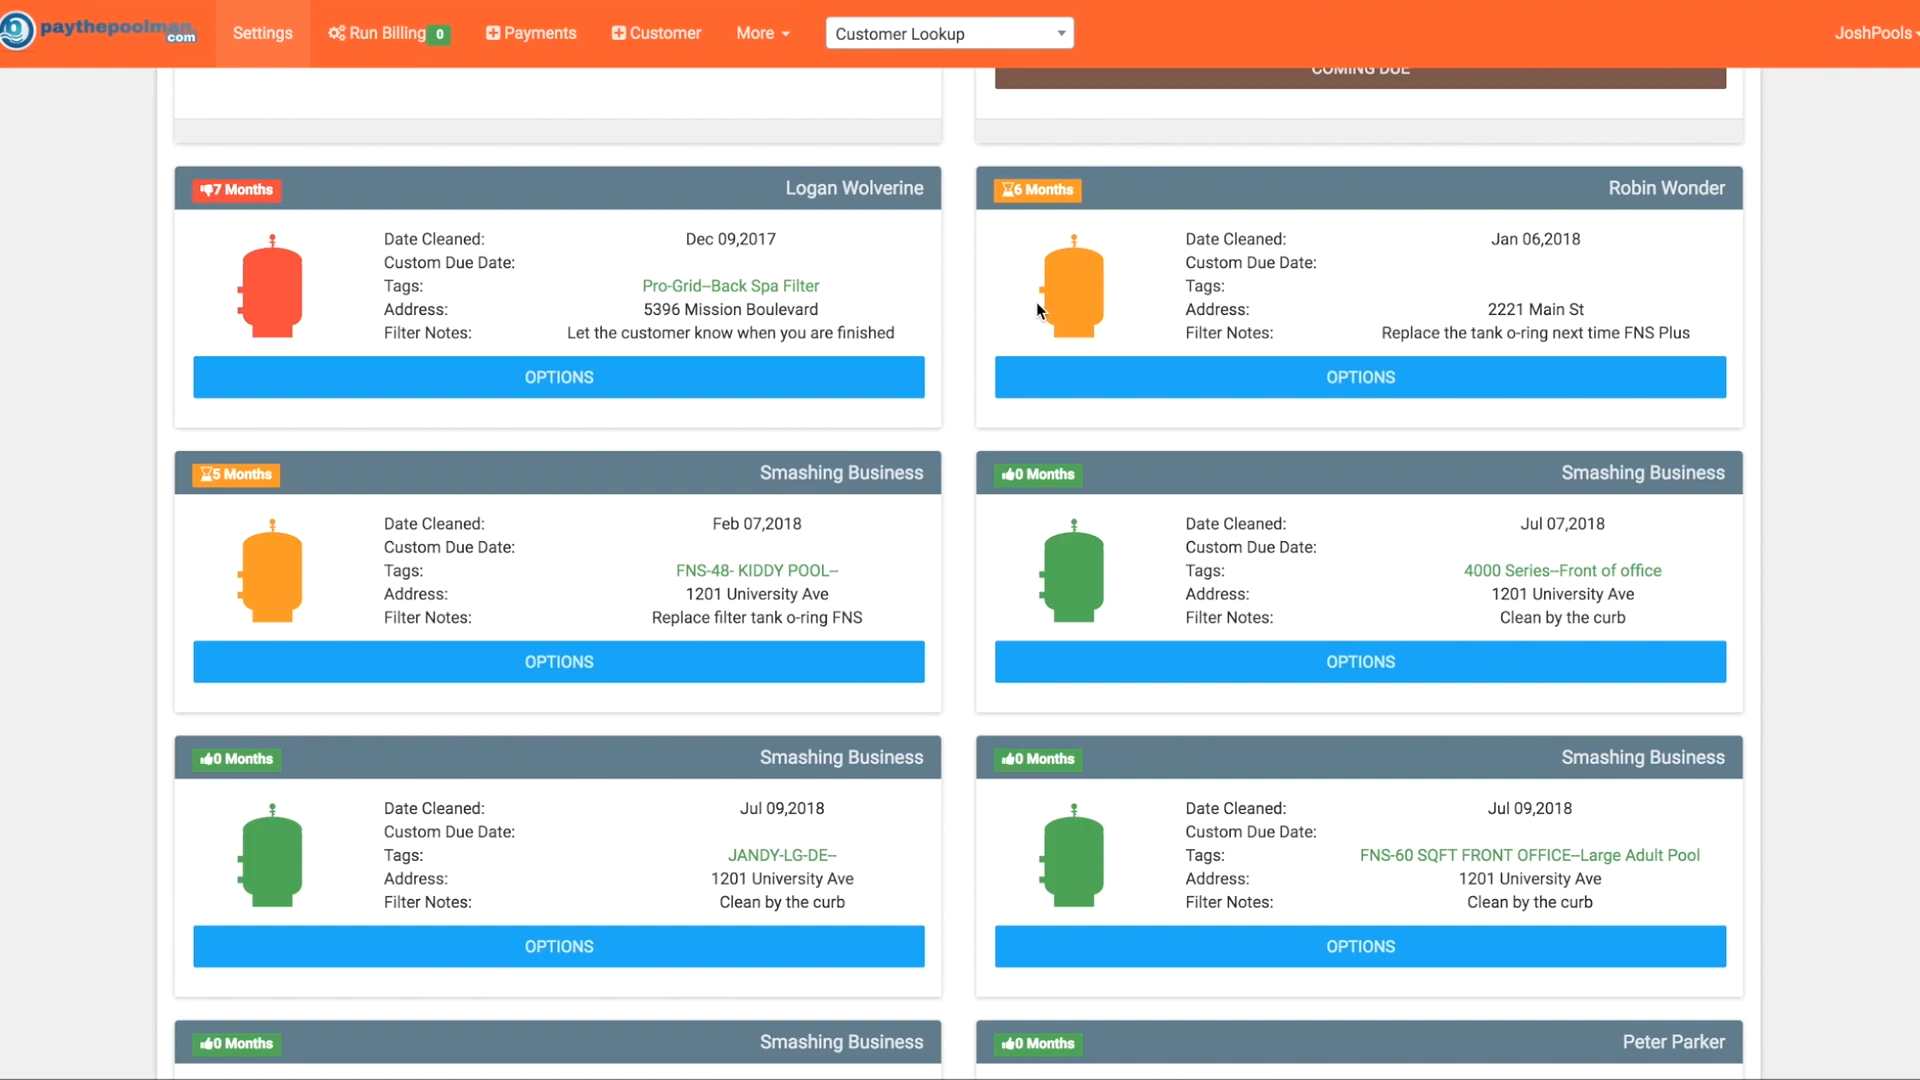 paythepoolman
.com
Settings
Run Billing 0
Payments
Customer
More
Customer Lookup
JoshPools
COMING DUE
7 Months
Logan Wolverine
Date Cleaned: Dec 09,2017
Custom Due Date:
Tags: Pro-Grid--Back Spa Filter
Address: 5396 Mission Boulevard
Filter Notes: Let the customer know when you are finished
OPTIONS
6 Months
Robin Wonder
Date Cleaned: Jan 06,2018
Custom Due Date:
Tags:
Address: 2221 Main St
Filter Notes: Replace the tank o-ring next time FNS Plus
OPTIONS
5 Months
Smashing Business
Date Cleaned: Feb 07,2018
Custom Due Date:
Tags: FNS-48- KIDDY POOL--
Address: 1201 University Ave
Filter Notes: Replace filter tank o-ring FNS
OPTIONS
0 Months
Smashing Business
Date Cleaned: Jul 07,2018
Custom Due Date:
Tags: 4000 Series--Front of office
Address: 1201 University Ave
Filter Notes: Clean by the curb
OPTIONS
0 Months
Smashing Business
Date Cleaned: Jul 09,2018
Custom Due Date:
Tags: JANDY-LG-DE--
Address: 1201 University Ave
Filter Notes: Clean by the curb
OPTIONS
0 Months
Smashing Business
Date Cleaned: Jul 09,2018
Custom Due Date:
Tags: FNS-60 SQFT FRONT OFFICE--Large Adult Pool
Address: 1201 University Ave
Filter Notes: Clean by the curb
OPTIONS
0 Months
Smashing Business
0 Months
Peter Parker